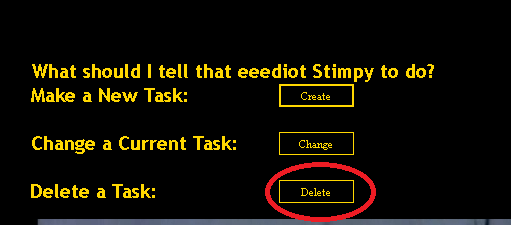 What should I tell that eeediot Stimpy to do?
Make a New Task: Create
Change a Current Task: Change
Delete a Task: Delete